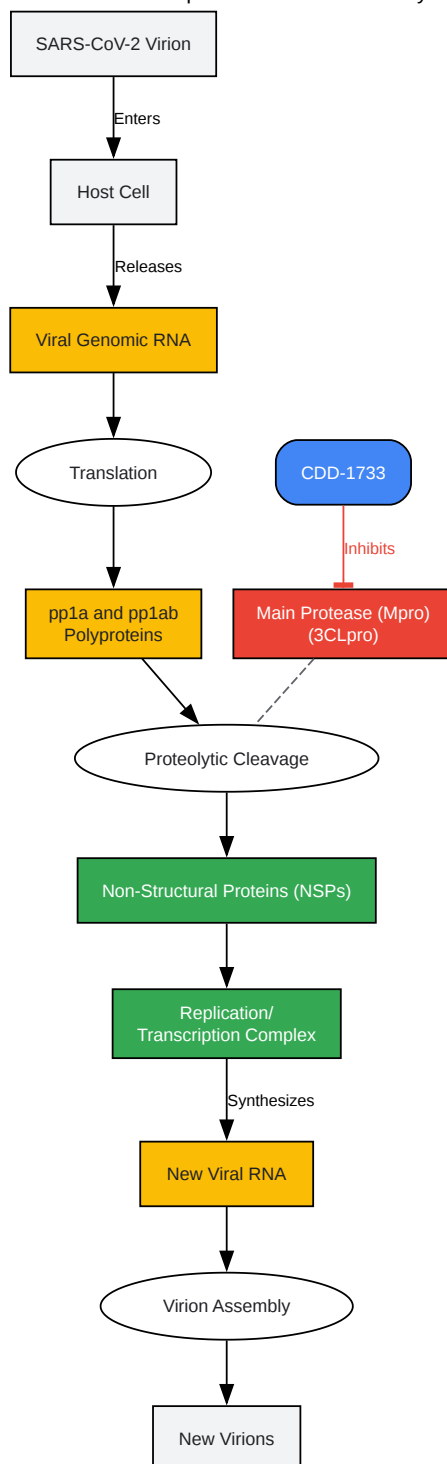 SARS-CoV-2 Virion
Enters
Host Cell
Releases
Viral Genomic RNA
Translation
CDD-1733
Inhibits
pp1a and pp1ab
Polyproteins
Main Protease (Mpro)
(3CLpro)
Proteolytic Cleavage
Non-Structural Proteins (NSPs)
Replication/
Transcription Complex
Synthesizes
New Viral RNA
Virion Assembly
New Virions